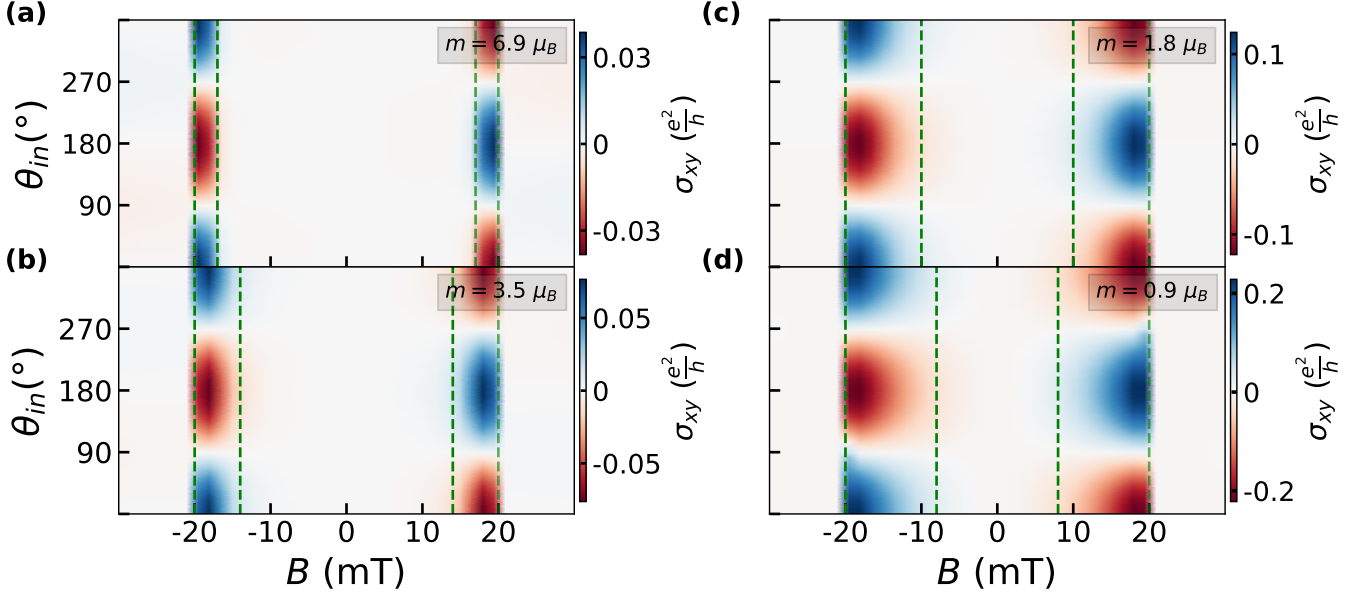 (a)
m = 6.9 μB
270
180
90
θin(°)
0.03
0
-0.03
σxy (e²/h)
(b)
m = 3.5 μB
270
180
90
θin(°)
0.05
0
-0.05
σxy (e²/h)
-20 -10 0 10 20
B (mT)
(c)
m = 1.8 μB
0.1
0
-0.1
σxy (e²/h)
(d)
m = 0.9 μB
0.2
0
-0.2
σxy (e²/h)
-20 -10 0 10 20
B (mT)